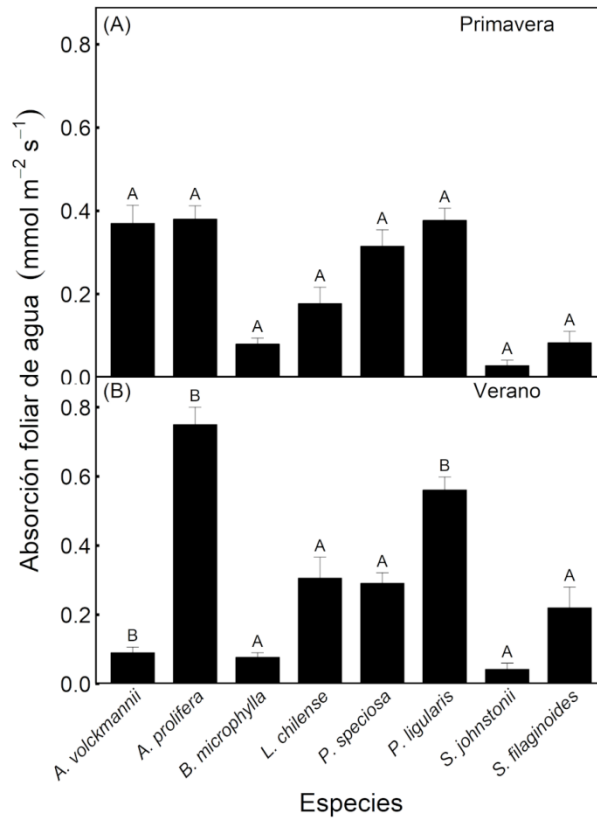 (A) Primavera
0.8
0.6
0.4
0.2
0.0
A A A A A A A A
(B) Verano
0.8
0.6
0.4
0.2
0.0
B B A A A B A A
Absorción foliar de agua (mmol m⁻² s⁻¹)
A. volckmannii
A. prolifera
B. microphylla
L. chilense
P. speciosa
P. ligularis
S. johnstonii
S. filaginoides
Especies